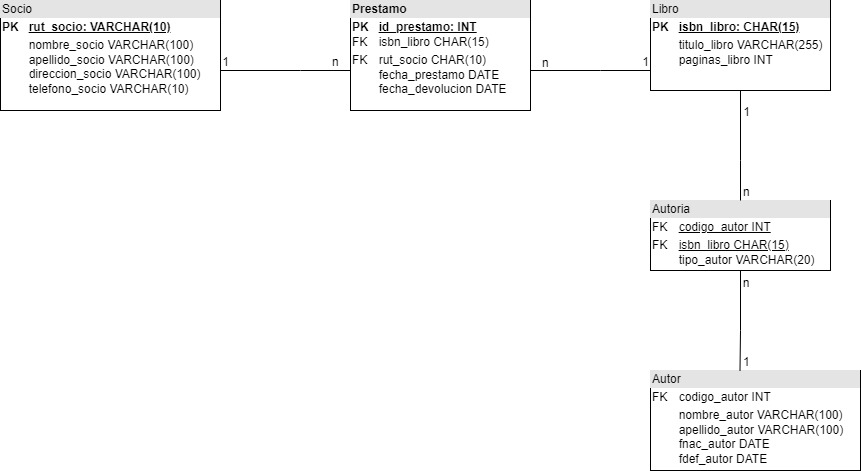 Socio
PK rut_socio: VARCHAR(10)
nombre_socio VARCHAR(100)
apellido_socio VARCHAR(100)
direccion_socio VARCHAR(100)
telefono_socio VARCHAR(10)
1
n
Prestamo
PK id_prestamo: INT
FK isbn_libro CHAR(15)
FK rut_socio CHAR(10)
fecha_prestamo DATE
fecha_devolucion DATE
n
1
Libro
PK isbn_libro: CHAR(15)
titulo_libro VARCHAR(255)
paginas_libro INT
1
n
Autoria
FK codigo_autor INT
FK isbn_libro CHAR(15)
tipo_autor VARCHAR(20)
n
1
Autor
FK codigo_autor INT
nombre_autor VARCHAR(100)
apellido_autor VARCHAR(100)
fnac_autor DATE
fdef_autor DATE